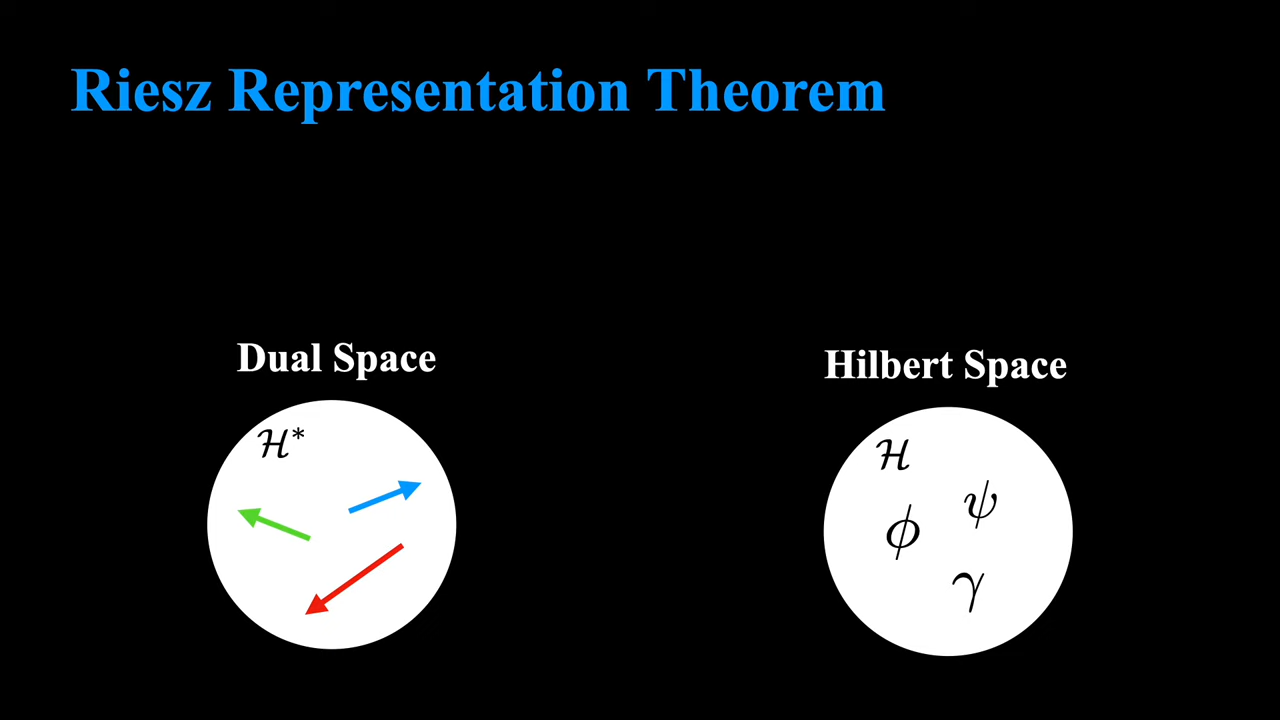 Riesz Representation Theorem
Dual Space
Hilbert Space
ℋ*
ℋ
ψ
ϕ
γ